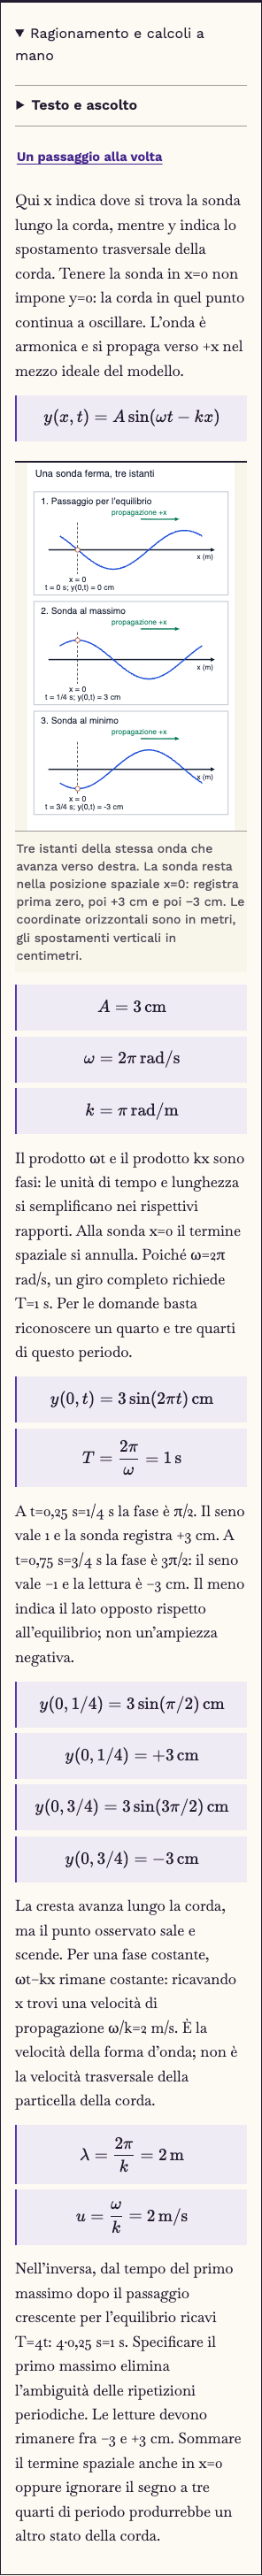 ▼ Ragionamento e calcoli a
mano
▶ Testo e ascolto
Un passaggio alla volta
Qui x indica dove si trova la sonda
lungo la corda, mentre y indica lo
spostamento trasversale della
corda. Tenere la sonda in x=0 non
impone y=0: la corda in quel punto
continua a oscillare. L’onda è
armonica e si propaga verso +x nel
mezzo ideale del modello.
y(x, t) = A sin(ωt − kx)
Una sonda ferma, tre istanti
1. Passaggio per l'equilibrio
propagazione +x
x (m)
x = 0
t = 0 s; y(0,t) = 0 cm
2. Sonda al massimo
propagazione +x
x (m)
x = 0
t = 1/4 s; y(0,t) = 3 cm
3. Sonda al minimo
propagazione +x
x (m)
x = 0
t = 3/4 s; y(0,t) = -3 cm
Tre istanti della stessa onda che
avanza verso destra. La sonda resta
nella posizione spaziale x=0: registra
prima zero, poi +3 cm e poi −3 cm. Le
coordinate orizzontali sono in metri,
gli spostamenti verticali in
centimetri.
A = 3 cm
ω = 2π rad/s
k = π rad/m
Il prodotto ωt e il prodotto kx sono
fasi: le unità di tempo e lunghezza
si semplificano nei rispettivi
rapporti. Alla sonda x=0 il termine
spaziale si annulla. Poiché ω=2π
rad/s, un giro completo richiede
T=1 s. Per le domande basta
riconoscere un quarto e tre quarti
di questo periodo.
y(0, t) = 3 sin(2πt) cm
T = 2π/ω = 1 s
A t=0,25 s=1/4 s la fase è π/2. Il seno
vale 1 e la sonda registra +3 cm. A
t=0,75 s=3/4 s la fase è 3π/2: il seno
vale −1 e la lettura è −3 cm. Il meno
indica il lato opposto rispetto
all’equilibrio; non un’ampiezza
negativa.
y(0, 1/4) = 3 sin(π/2) cm
y(0, 1/4) = +3 cm
y(0, 3/4) = 3 sin(3π/2) cm
y(0, 3/4) = −3 cm
La cresta avanza lungo la corda,
ma il punto osservato sale e
scende. Per una fase costante,
ωt−kx rimane costante: ricavando
x trovi una velocità di
propagazione ω/k=2 m/s. È la
velocità della forma d’onda; non è
la velocità trasversale della
particella della corda.
λ = 2π/k = 2 m
u = ω/k = 2 m/s
Nell’inversa, dal tempo del primo
massimo dopo il passaggio
crescente per l’equilibrio ricavi
T=4t: 4·0,25 s=1 s. Specificare il
primo massimo elimina
l’ambiguità delle ripetizioni
periodiche. Le letture devono
rimanere fra −3 e +3 cm. Sommare
il termine spaziale anche in x=0
oppure ignorare il segno a tre
quarti di periodo produrrebbe un
altro stato della corda.